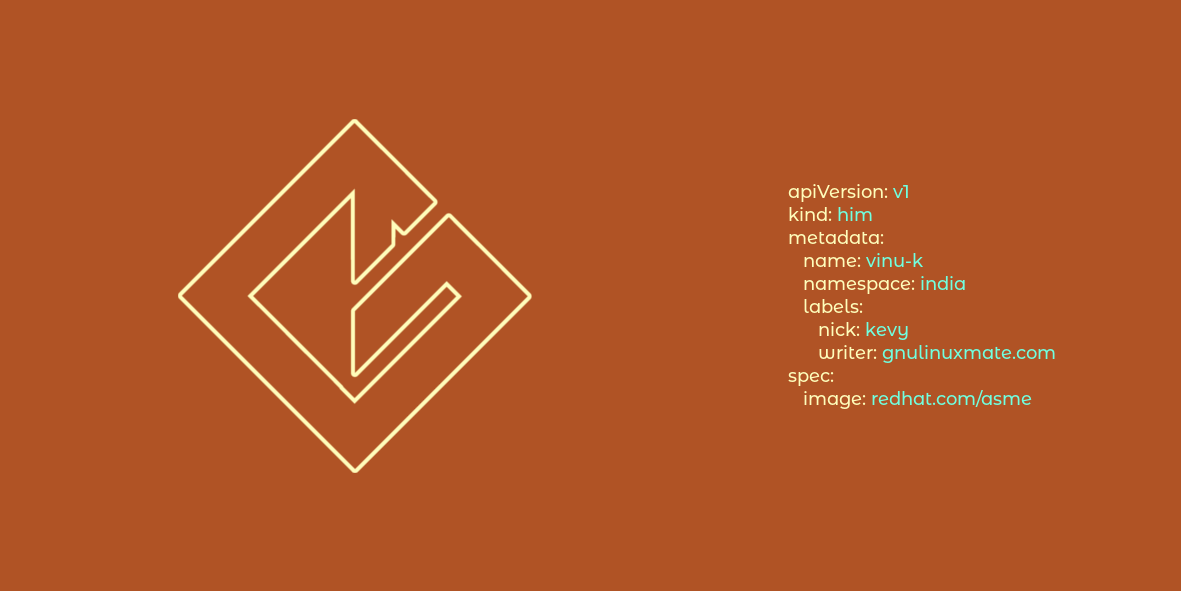 apiVersion: v1
kind: him
metadata:
   name: vinu-k
   namespace: india
   labels:
      nick: kevy
      writer: gnulinuxmate.com
spec:
   image: redhat.com/asme